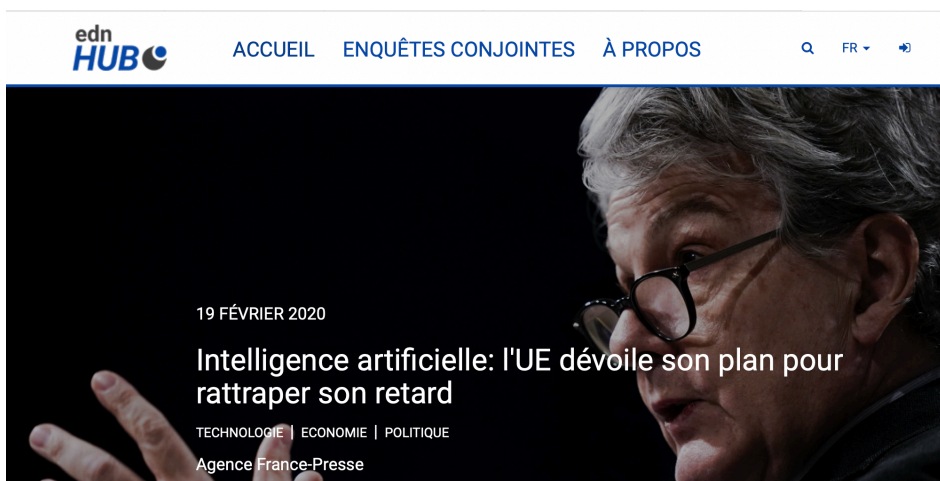 edn
HUB
ACCUEIL ENQUÊTES CONJOINTES À PROPOS FR
19 FÉVRIER 2020
Intelligence artificielle: l'UE dévoile son plan pour
rattraper son retard
TECHNOLOGIE | ECONOMIE | POLITIQUE
Agence France-Presse